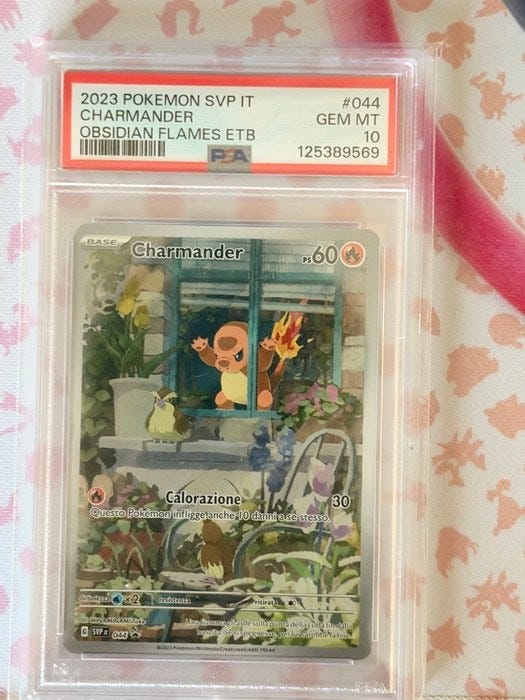 2023 POKEMON SVP IT #044
CHARMANDER GEM MT
OBSIDIAN FLAMES ETB 10
PSA 125389569
BASE Charmander PS60
Calorazione 30
Questo Pokémon infligge anche 10 danni a se stesso.
debolezza ×2 resistenza ritirata
G SVP IT 044
©2023 Pokémon/Nintendo/Creatures/GAME FREAK